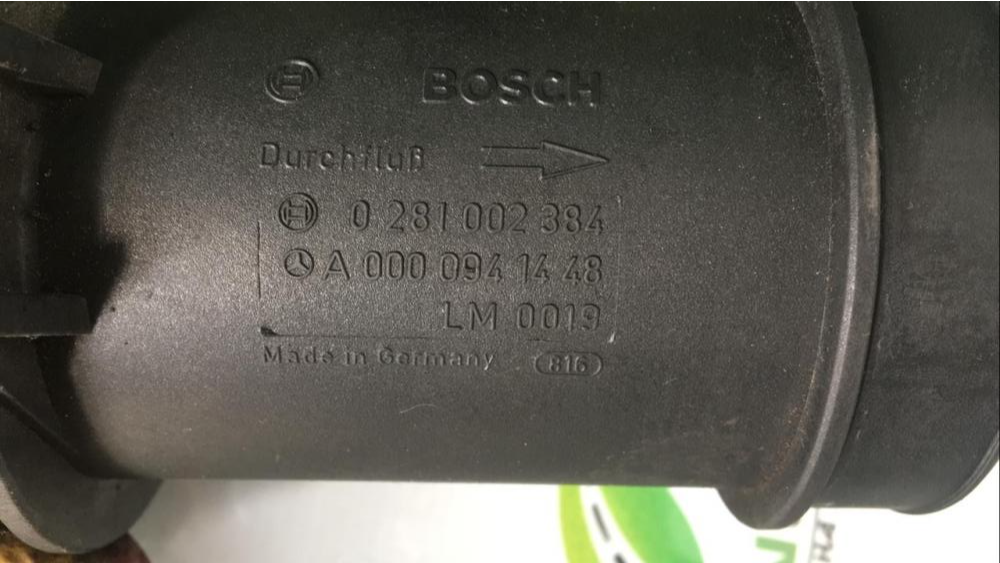 BOSCH
Durchfluß
0 281 002 384
A 000 094 14 48
LM 0019
Made in Germany 816